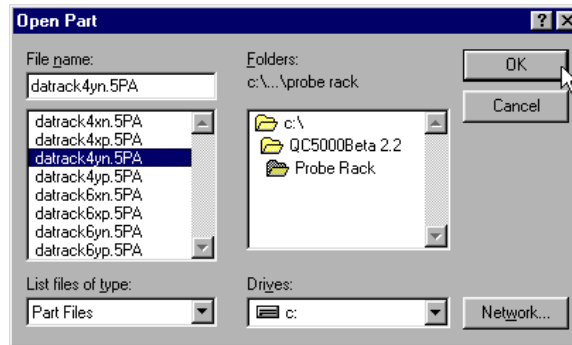 Open Part
File name:
datrack4yn.5PA
datrack4xn.5PA
datrack4xp.5PA
datrack4yn.5PA
datrack4yp.5PA
datrack6xn.5PA
datrack6xp.5PA
datrack6yn.5PA
datrack6yp.5PA
List files of type:
Part Files
Folders:
c:\...\probe rack
c:\
QC5000Beta 2.2
Probe Rack
Drives:
c:
OK
Cancel
Network...